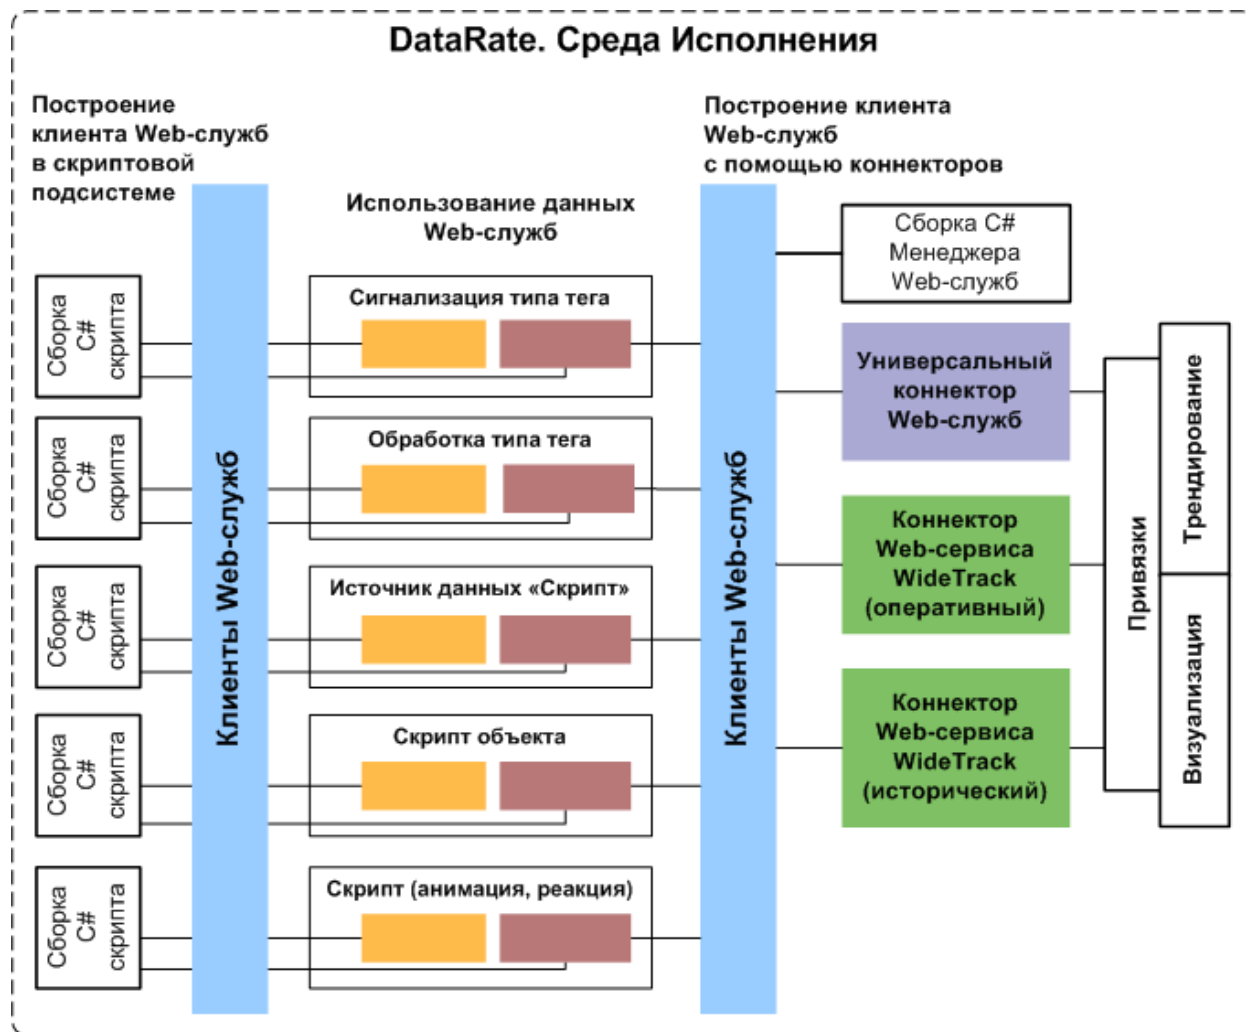 DataRate. Среда Исполнения
Построение
клиента Web-служб
в скриптовой
подсистеме
Построение клиента
Web-служб
с помощью коннекторов
Использование данных
Web-служб
Сборка
C#
скрипта
Сборка
C#
скрипта
Сборка
C#
скрипта
Сборка
C#
скрипта
Сборка
C#
скрипта
Клиенты Web-служб
Сигнализация типа тега
Обработка типа тега
Источник данных «Скрипт»
Скрипт объекта
Скрипт (анимация, реакция)
Клиенты Web-служб
Сборка C#
Менеджера
Web-служб
Универсальный
коннектор
Web-служб
Коннектор
Web-сервиса
WideTrack
(оперативный)
Коннектор
Web-сервиса
WideTrack
(исторический)
Привязки
Трендирование
Визуализация